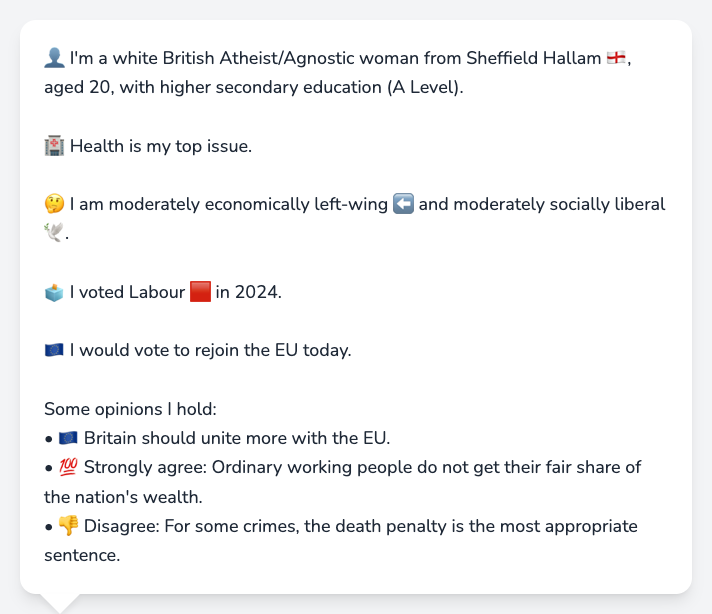 👤 I'm a white British Atheist/Agnostic woman from Sheffield Hallam 🏴󠁧󠁢󠁥󠁮󠁧󠁿,
aged 20, with higher secondary education (A Level).
🏥 Health is my top issue.
🤔 I am moderately economically left-wing ⬅️ and moderately socially liberal
🕊️.
🗳️ I voted Labour 🟥 in 2024.
🇪🇺 I would vote to rejoin the EU today.
Some opinions I hold:
• 🇪🇺 Britain should unite more with the EU.
• 💯 Strongly agree: Ordinary working people do not get their fair share of
the nation's wealth.
• 👎 Disagree: For some crimes, the death penalty is the most appropriate
sentence.